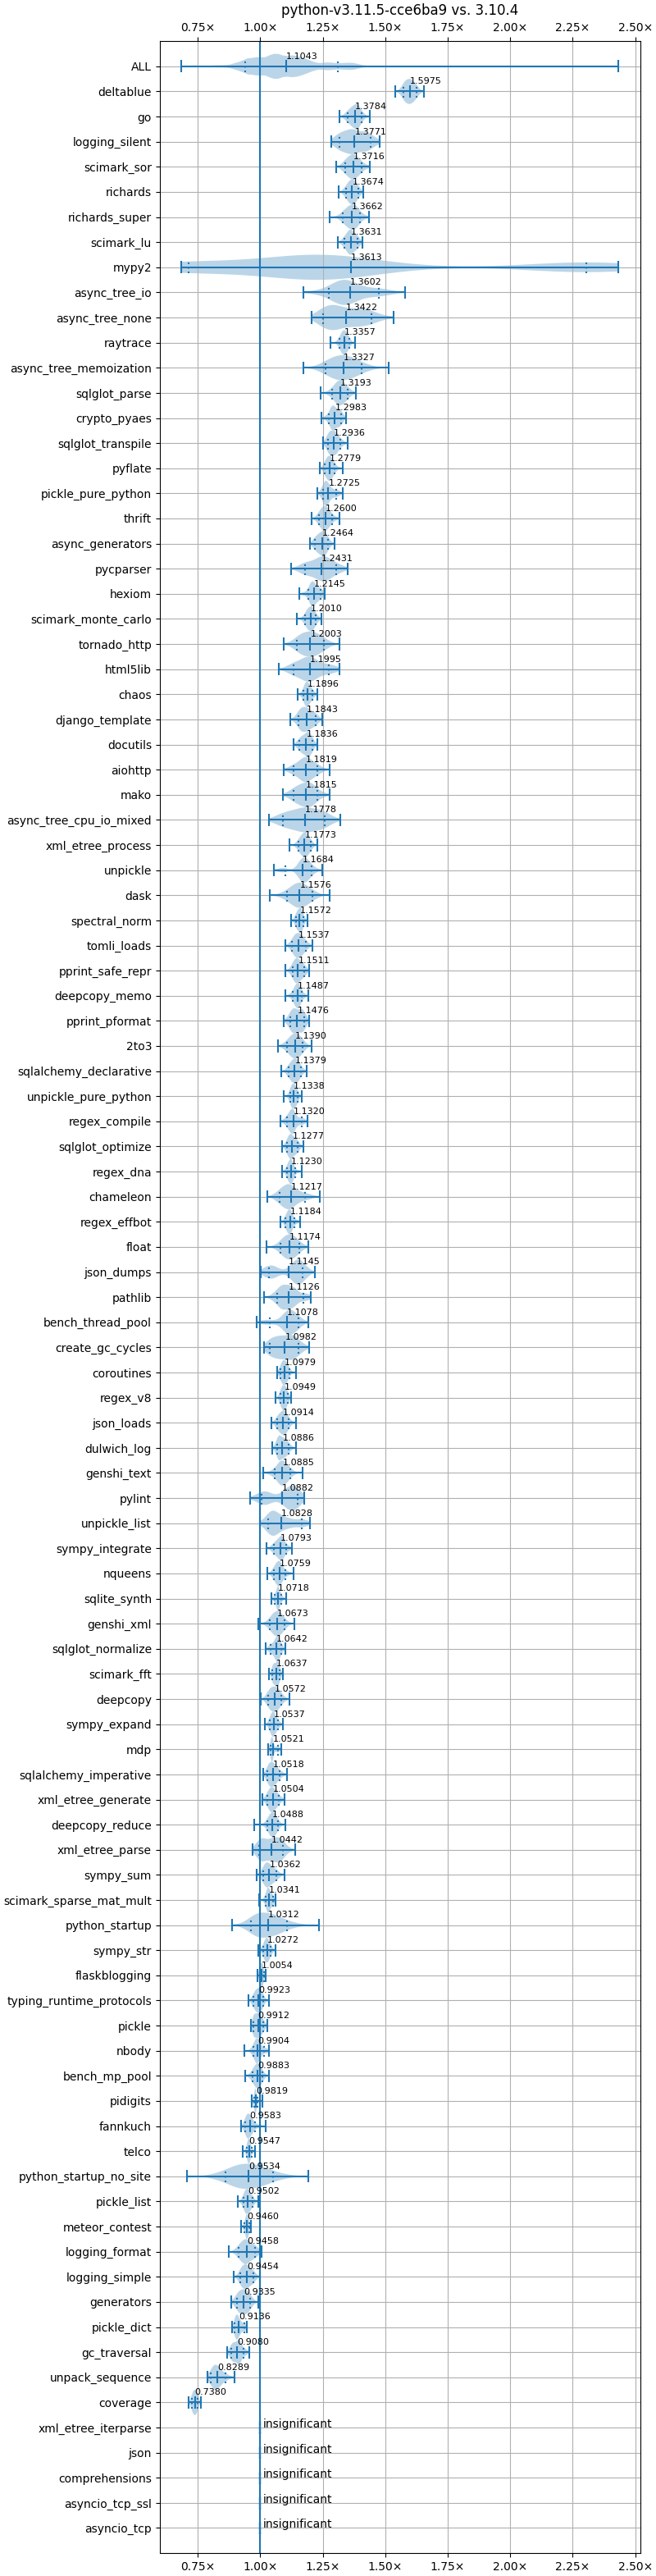 python-v3.11.5-cce6ba9 vs. 3.10.4
0.75× 1.00× 1.25× 1.50× 1.75× 2.00× 2.25× 2.50×
ALL 1.1043
deltablue 1.5975
go 1.3784
logging_silent 1.3771
scimark_sor 1.3716
richards 1.3674
richards_super 1.3662
scimark_lu 1.3631
mypy2 1.3613
async_tree_io 1.3602
async_tree_none 1.3422
raytrace 1.3357
async_tree_memoization 1.3327
sqlglot_parse 1.3193
crypto_pyaes 1.2983
sqlglot_transpile 1.2936
pyflate 1.2779
pickle_pure_python 1.2725
thrift 1.2600
async_generators 1.2464
pycparser 1.2431
hexiom 1.2145
scimark_monte_carlo 1.2010
tornado_http 1.2003
html5lib 1.1995
chaos 1.1896
django_template 1.1843
docutils 1.1836
aiohttp 1.1819
mako 1.1815
async_tree_cpu_io_mixed 1.1778
xml_etree_process 1.1773
unpickle 1.1684
dask 1.1576
spectral_norm 1.1572
tomli_loads 1.1537
pprint_safe_repr 1.1511
deepcopy_memo 1.1487
pprint_pformat 1.1476
2to3 1.1390
sqlalchemy_declarative 1.1379
unpickle_pure_python 1.1338
regex_compile 1.1320
sqlglot_optimize 1.1277
regex_dna 1.1230
chameleon 1.1217
regex_effbot 1.1184
float 1.1174
json_dumps 1.1145
pathlib 1.1126
bench_thread_pool 1.1078
create_gc_cycles 1.0982
coroutines 1.0979
regex_v8 1.0949
json_loads 1.0914
dulwich_log 1.0886
genshi_text 1.0885
pylint 1.0882
unpickle_list 1.0828
sympy_integrate 1.0793
nqueens 1.0759
sqlite_synth 1.0718
genshi_xml 1.0673
sqlglot_normalize 1.0642
scimark_fft 1.0637
deepcopy 1.0572
sympy_expand 1.0537
mdp 1.0521
sqlalchemy_imperative 1.0518
xml_etree_generate 1.0504
deepcopy_reduce 1.0488
xml_etree_parse 1.0442
sympy_sum 1.0362
scimark_sparse_mat_mult 1.0341
python_startup 1.0312
sympy_str 1.0272
flaskblogging 1.0054
typing_runtime_protocols 0.9923
pickle 0.9912
nbody 0.9904
bench_mp_pool 0.9883
pidigits 0.9819
fannkuch 0.9583
telco 0.9547
python_startup_no_site 0.9534
pickle_list 0.9502
meteor_contest 0.9460
logging_format 0.9458
logging_simple 0.9454
generators 0.9335
pickle_dict 0.9136
gc_traversal 0.9080
unpack_sequence 0.8289
coverage 0.7380
xml_etree_iterparse insignificant
json insignificant
comprehensions insignificant
asyncio_tcp_ssl insignificant
asyncio_tcp insignificant
0.75× 1.00× 1.25× 1.50× 1.75× 2.00× 2.25× 2.50×